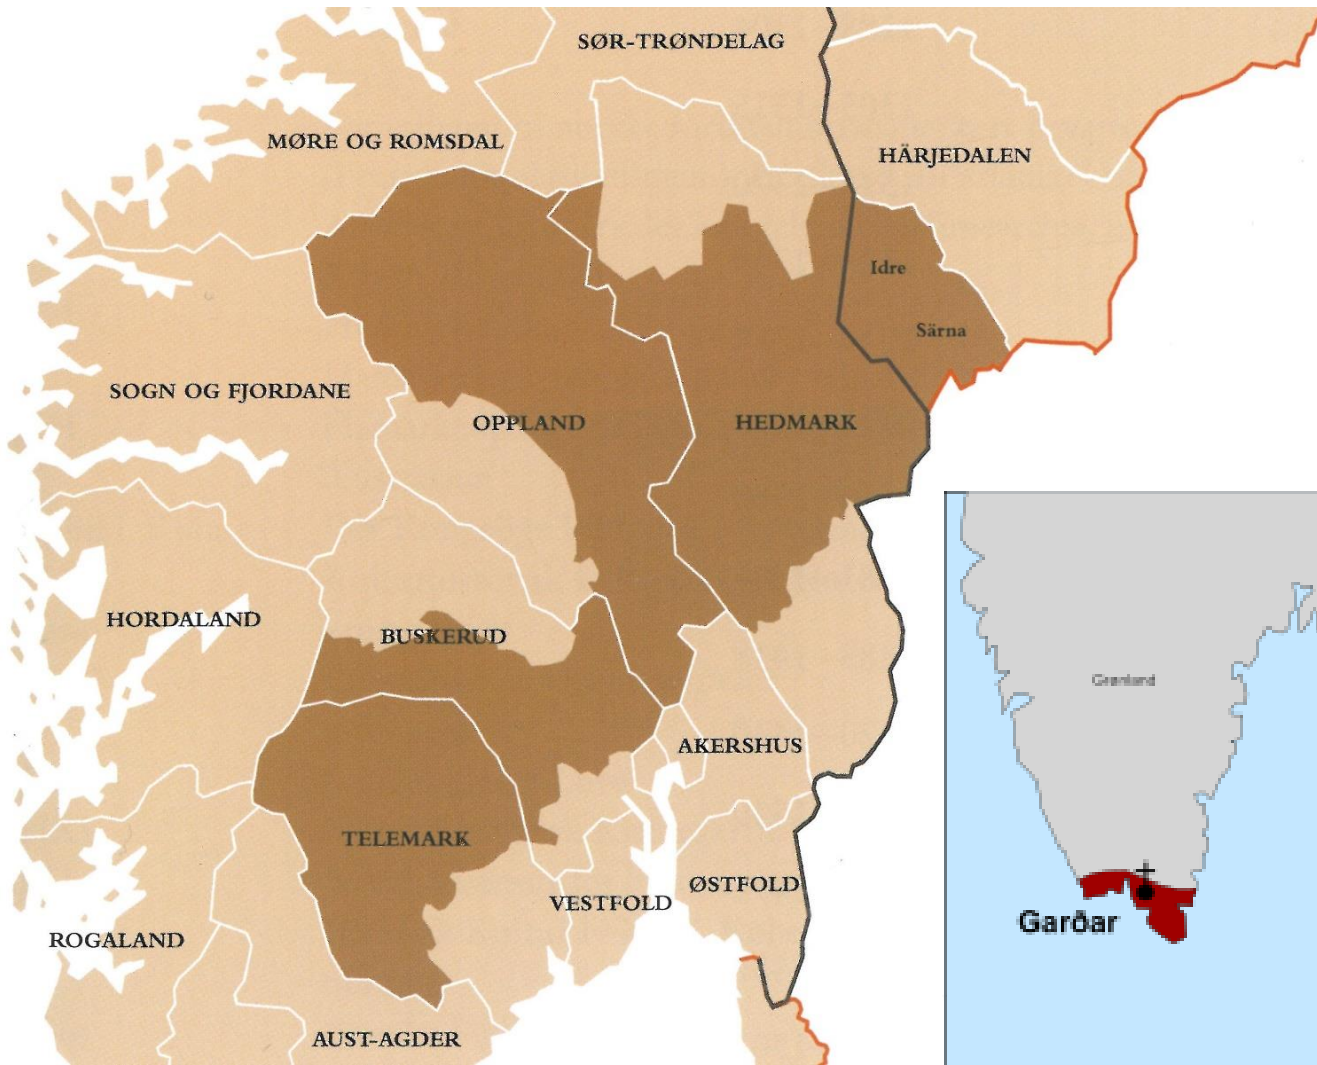 SØR-TRØNDELAG
MØRE OG ROMSDAL
HÄRJEDALEN
Idre
Särna
SOGN OG FJORDANE
OPPLAND
HEDMARK
HORDALAND
BUSKERUD
Grønland
AKERSHUS
TELEMARK
ØSTFOLD
VESTFOLD
Garðar
ROGALAND
AUST-AGDER